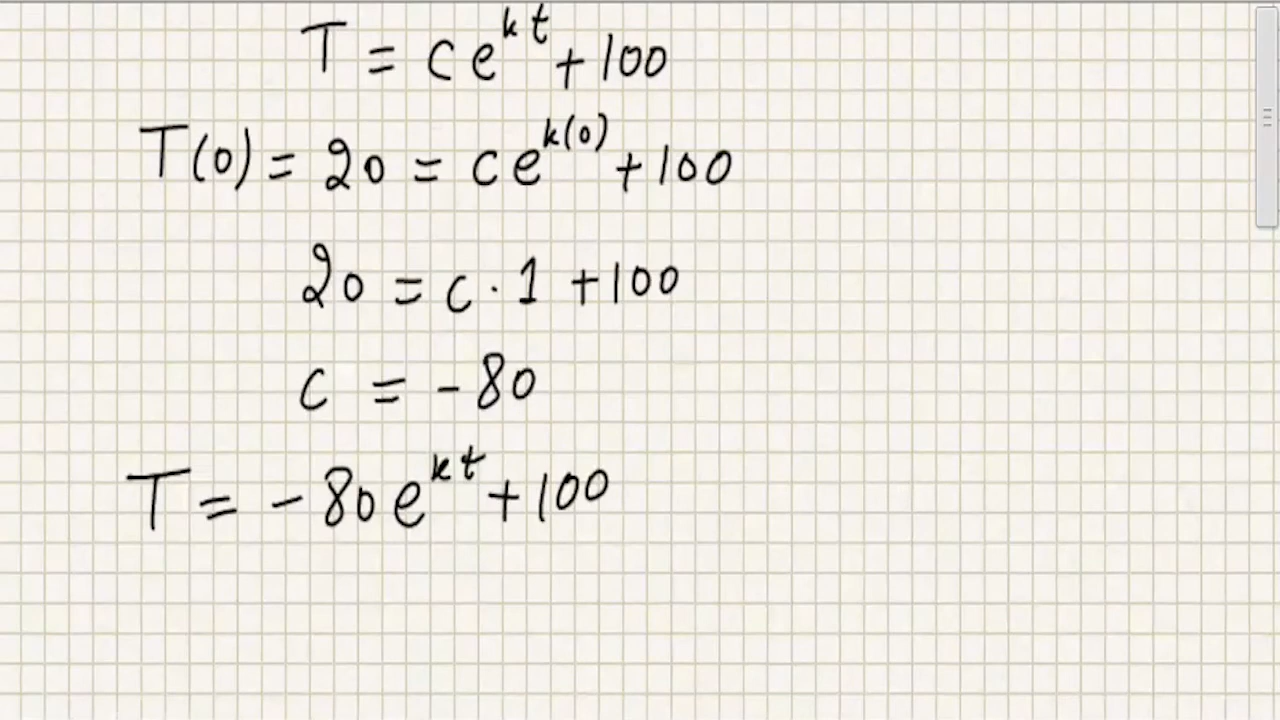 T = ce^{kt} + 100
T(0) = 20 = ce^{k(0)} + 100
20 = c · 1 + 100
c = -80
T = -80e^{kt} + 100